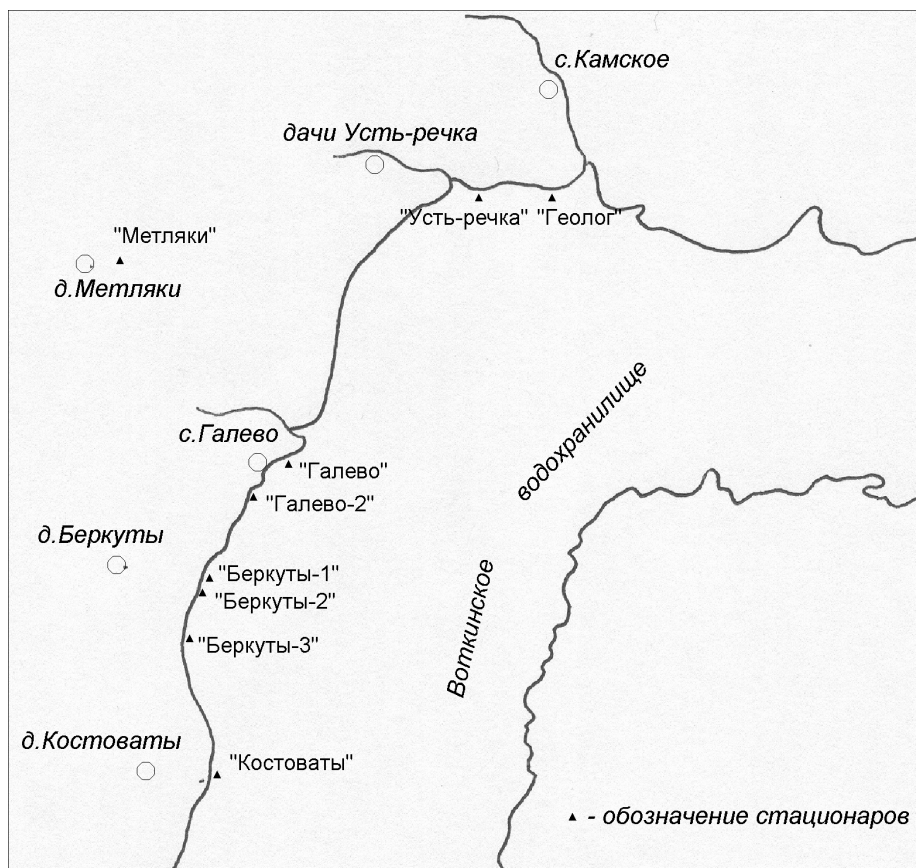 с.Камское
дачи Усть-речка
"Усть-речка" "Геолог"
"Метляки"
д.Метляки
водохранилище
с.Галево
"Галево"
"Галево-2"
д.Беркуты
"Беркуты-1"
"Беркуты-2"
Воткинское
"Беркуты-3"
д.Костоваты
"Костоваты"
- обозначение стационаров